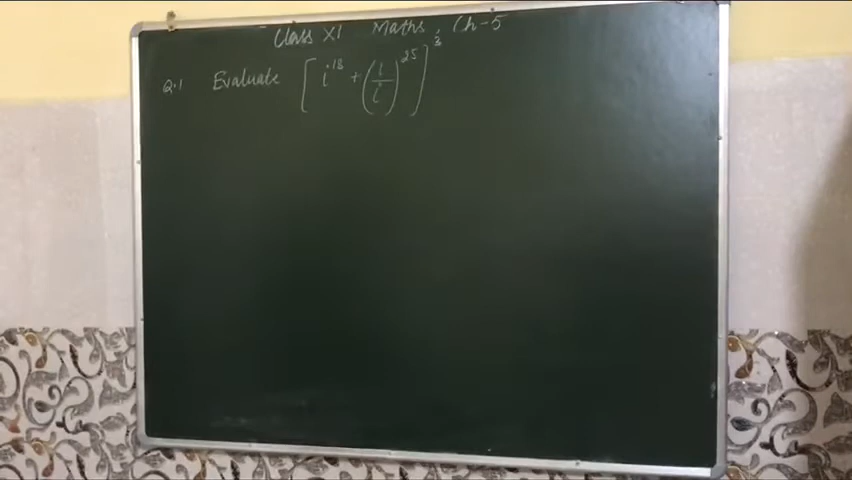 Class XI Maths, Ch-5
Q.1 Evaluate [i^18 + (1/i)^25]^3